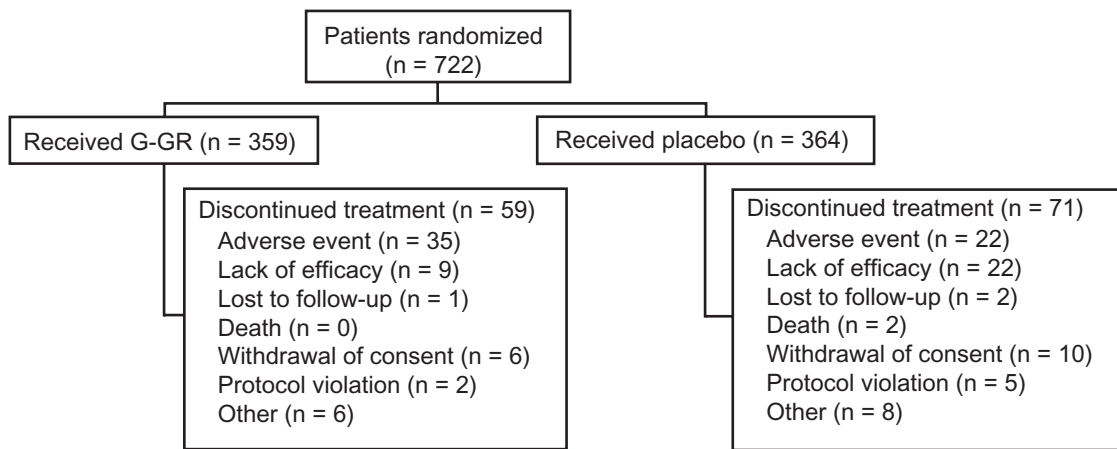 Patients randomized
(n = 722)
Received G-GR (n = 359)
Received placebo (n = 364)
Discontinued treatment (n = 59)
Adverse event (n = 35)
Lack of efficacy (n = 9)
Lost to follow-up (n = 1)
Death (n = 0)
Withdrawal of consent (n = 6)
Protocol violation (n = 2)
Other (n = 6)
Discontinued treatment (n = 71)
Adverse event (n = 22)
Lack of efficacy (n = 22)
Lost to follow-up (n = 2)
Death (n = 2)
Withdrawal of consent (n = 10)
Protocol violation (n = 5)
Other (n = 8)